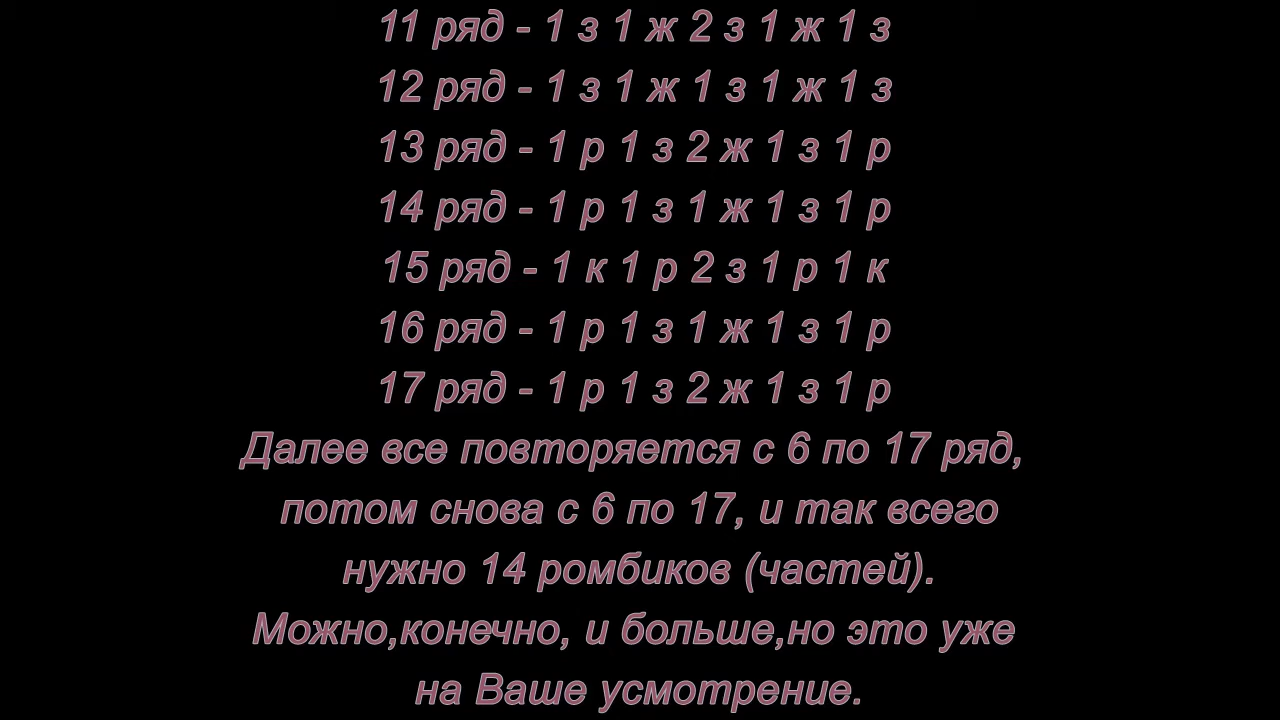 11 ряд - 1 з 1 ж 2 з 1 ж 1 з
12 ряд - 1 з 1 ж 1 з 1 ж 1 з
13 ряд - 1 р 1 з 2 ж 1 з 1 р
14 ряд - 1 р 1 з 1 ж 1 з 1 р
15 ряд - 1 к 1 р 2 з 1 р 1 к
16 ряд - 1 р 1 з 1 ж 1 з 1 р
17 ряд - 1 р 1 з 2 ж 1 з 1 р
Далее все повторяется с 6 по 17 ряд,
потом снова с 6 по 17, и так всего
нужно 14 ромбиков (частей).
Можно,конечно, и больше,но это уже
на Ваше усмотрение.